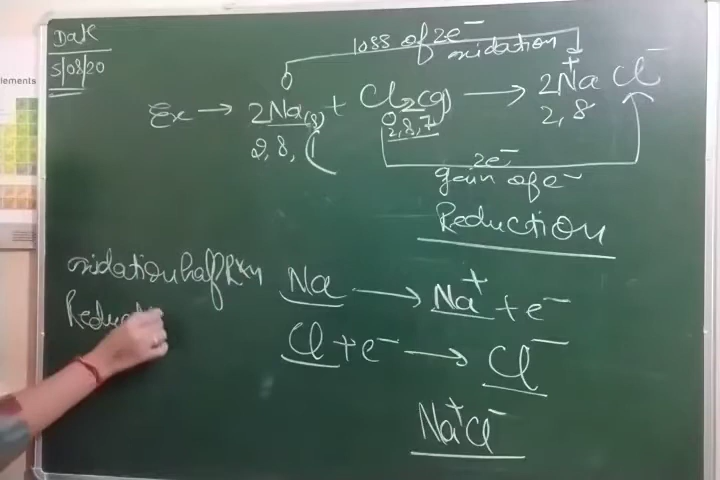 Date
5/08/20
elements
loss of 2e⁻
oxidation
Ex → 2Na(s) + Cl₂(g) → 2Na⁺Cl⁻
2, 8, 1
2,8,7
2, 8
2e⁻
gain of e⁻
Reduction
oxidation half Rxn Na → Na⁺ + e⁻
Cl + e⁻ → Cl⁻
Na⁺Cl⁻